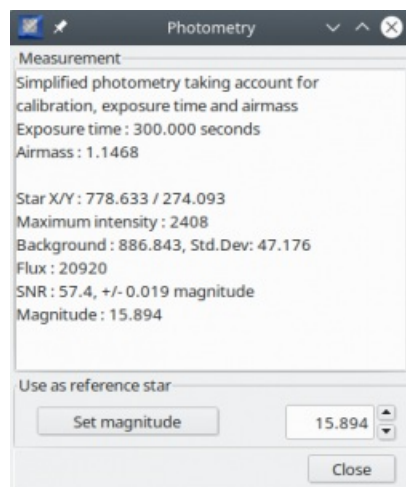 Photometry
Measurement
Simplified photometry taking account for
calibration, exposure time and airmass
Exposure time : 300.000 seconds
Airmass : 1.1468
Star X/Y : 778.633 / 274.093
Maximum intensity : 2408
Background : 886.843, Std.Dev: 47.176
Flux : 20920
SNR : 57.4, +/- 0.019 magnitude
Magnitude : 15.894
Use as reference star
Set magnitude 15.894
Close